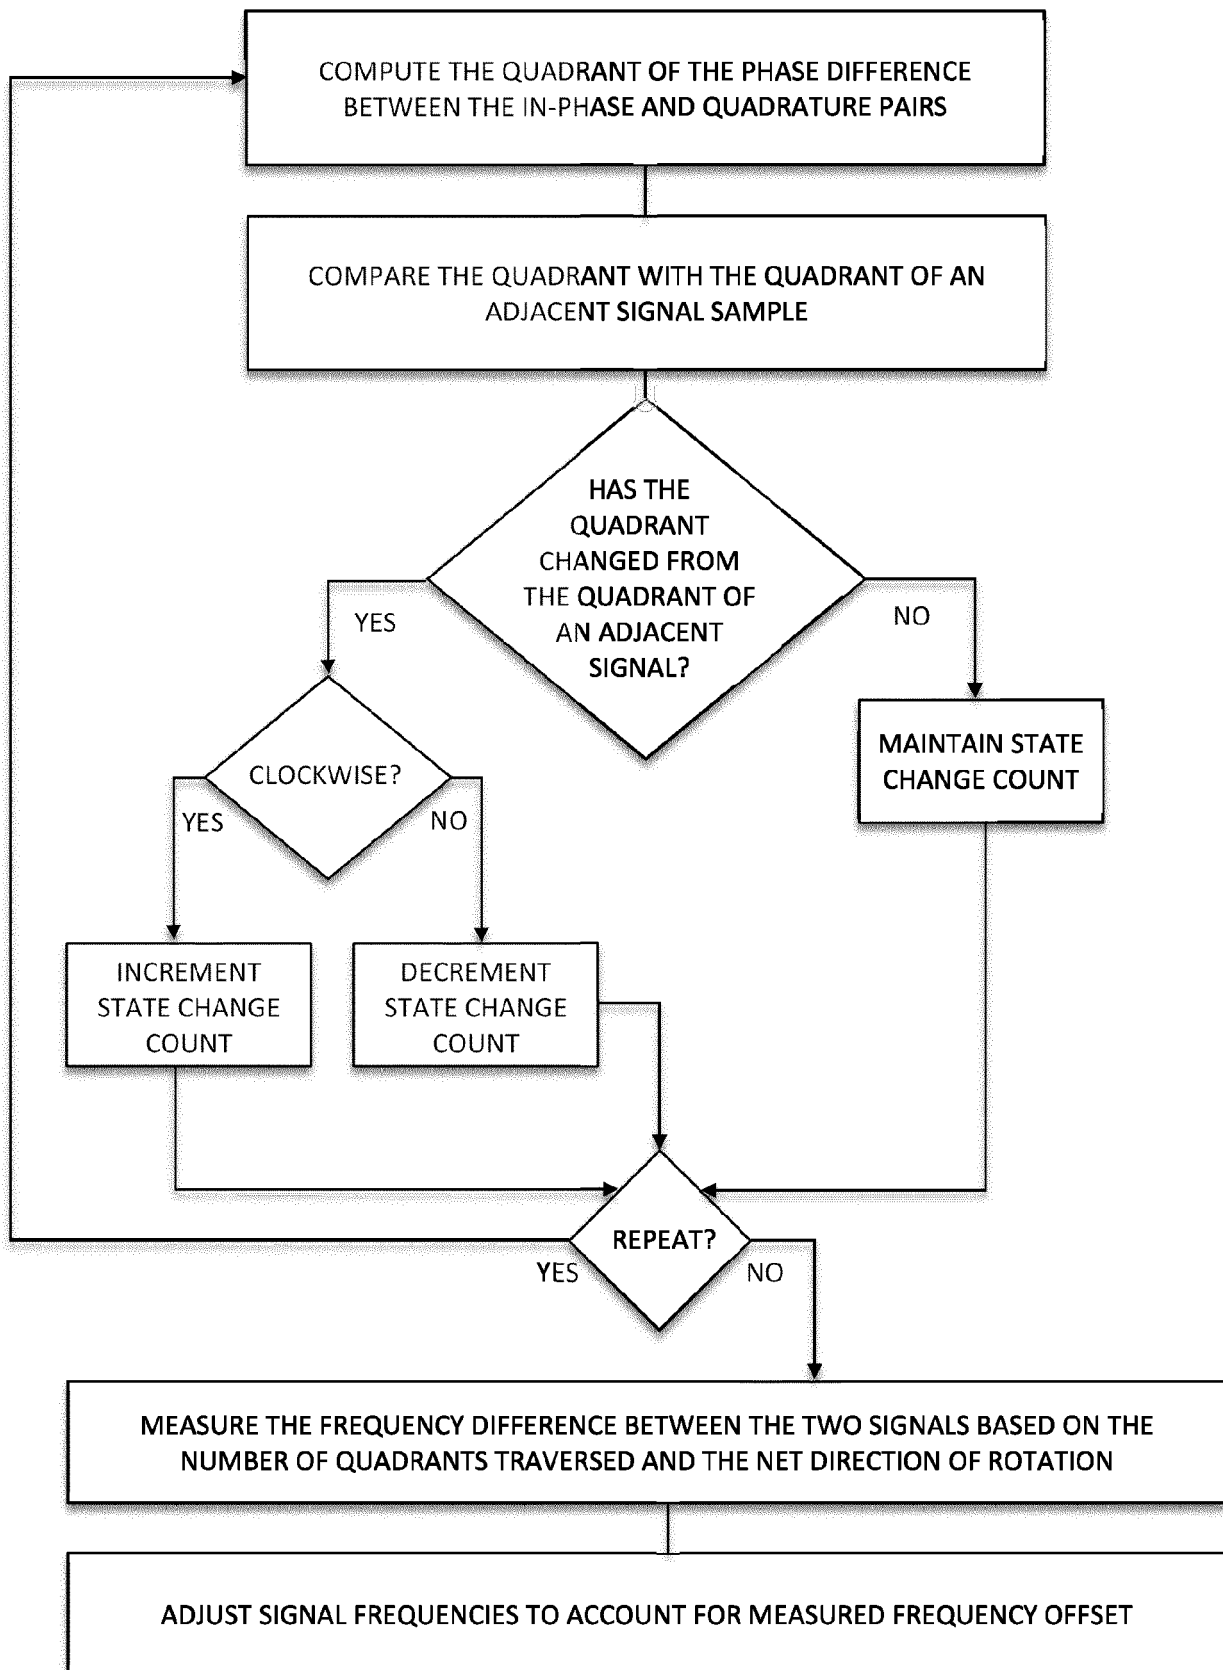 COMPUTE THE QUADRANT OF THE PHASE DIFFERENCE
BETWEEN THE IN-PHASE AND QUADRATURE PAIRS
COMPARE THE QUADRANT WITH THE QUADRANT OF AN
ADJACENT SIGNAL SAMPLE
HAS THE
QUADRANT
CHANGED FROM
THE QUADRANT OF
AN ADJACENT
SIGNAL?
YES
NO
MAINTAIN STATE
CHANGE COUNT
CLOCKWISE?
YES
NO
INCREMENT
STATE CHANGE
COUNT
DECREMENT
STATE CHANGE
COUNT
REPEAT?
YES
NO
MEASURE THE FREQUENCY DIFFERENCE BETWEEN THE TWO SIGNALS BASED ON THE
NUMBER OF QUADRANTS TRAVERSED AND THE NET DIRECTION OF ROTATION
ADJUST SIGNAL FREQUENCIES TO ACCOUNT FOR MEASURED FREQUENCY OFFSET